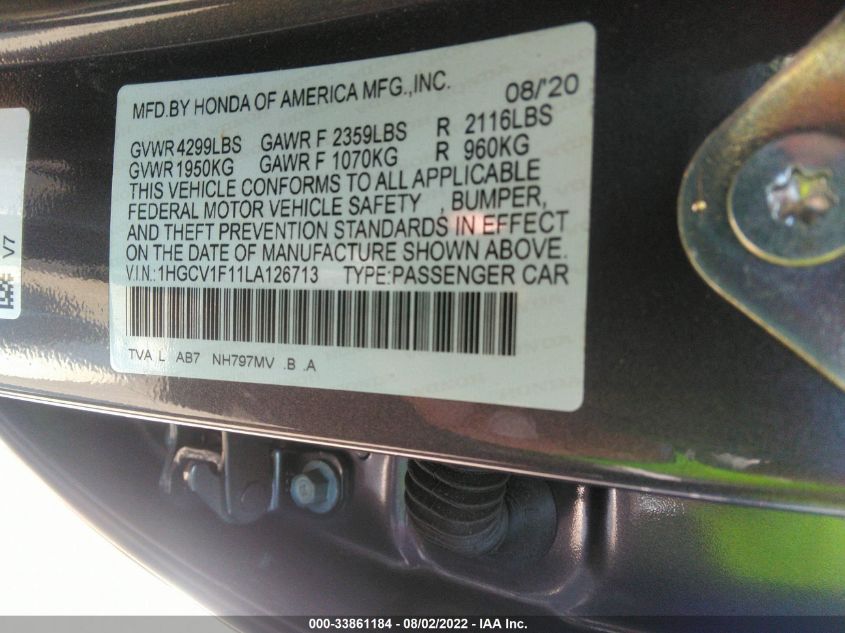 MFD.BY HONDA OF AMERICA MFG.,INC. 08/'20
GVWR 4299LBS GAWR F 2359LBS R 2116LBS
GVWR 1950KG GAWR F 1070KG R 960KG
THIS VEHICLE CONFORMS TO ALL APPLICABLE
FEDERAL MOTOR VEHICLE SAFETY , BUMPER,
AND THEFT PREVENTION STANDARDS IN EFFECT
ON THE DATE OF MANUFACTURE SHOWN ABOVE.
V.I.N.:1HGCV1F11LA126713 TYPE:PASSENGER CAR
TVA L AB7 NH797MV .B .A
V7
000-33861184 - 08/02/2022 - IAA Inc.